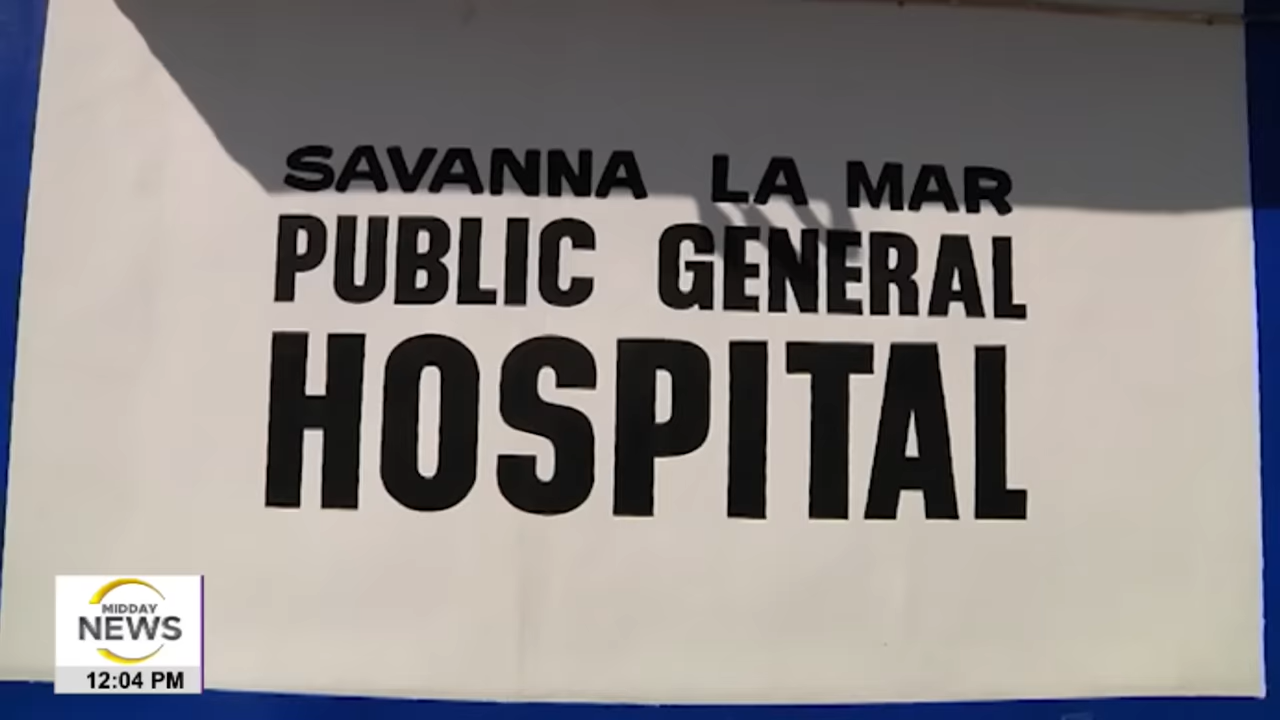 SAVANNA LA MAR
PUBLIC GENERAL
HOSPITAL
MIDDAY
NEWS
12:04 PM